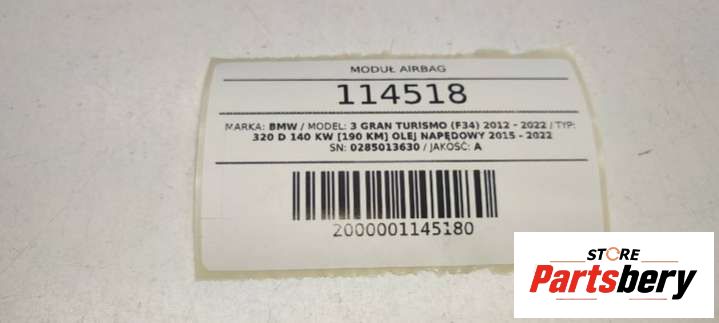 MODUŁ AIRBAG
114518
MARKA: BMW / MODEL: 3 GRAN TURISMO (F34) 2012 - 2022 / TYP:
320 D 140 KW [190 KM] OLEJ NAPĘDOWY 2015 - 2022
SN: 0285013630 / JAKOŚĆ: A
2000001145180
STORE
Partsbery